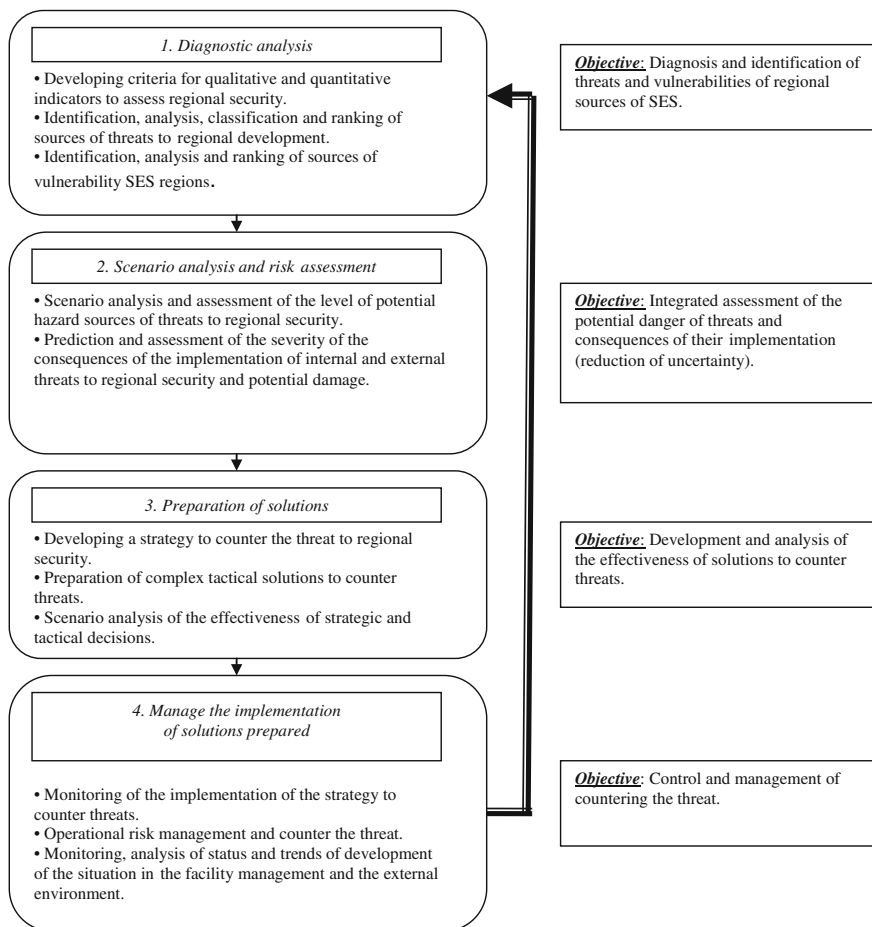 1. Diagnostic analysis
• Developing criteria for qualitative and quantitative
indicators to assess regional security.
• Identification, analysis, classification and ranking of
sources of threats to regional development.
• Identification, analysis and ranking of sources of
vulnerability SES regions.
Objective: Diagnosis and identification of
threats and vulnerabilities of regional
sources of SES.
2. Scenario analysis and risk assessment
• Scenario analysis and assessment of the level of potential
hazard sources of threats to regional security.
• Prediction and assessment of the severity of the
consequences of the implementation of internal and external
threats to regional security and potential damage.
Objective: Integrated assessment of the
potential danger of threats and
consequences of their implementation
(reduction of uncertainty).
3. Preparation of solutions
• Developing a strategy to counter the threat to regional
security.
• Preparation of complex tactical solutions to counter
threats.
• Scenario analysis of the effectiveness of strategic and
tactical decisions.
Objective: Development and analysis of
the effectiveness of solutions to counter
threats.
4. Manage the implementation
of solutions prepared
• Monitoring of the implementation of the strategy to
counter threats.
• Operational risk management and counter the threat.
• Monitoring, analysis of status and trends of development
of the situation in the facility management and the external
environment.
Objective: Control and management of
countering the threat.